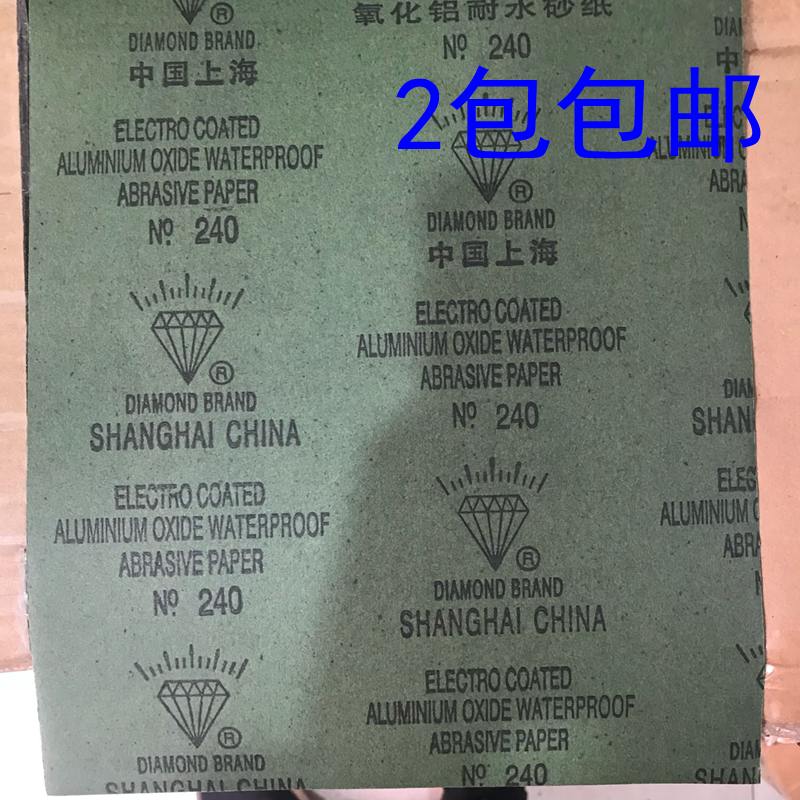 DIAMOND BRAND
中国上海
ELECTRO COATED
ALUMINIUM OXIDE WATERPROOF
ABRASIVE PAPER
Nº 240
®
DIAMOND BRAND
SHANGHAI CHINA
ELECTRO COATED
ALUMINIUM OXIDE WATERPROOF
ABRASIVE PAPER
Nº 240
®
DIAMOND BRAND
SHANGHAI CHINA
氧化铝耐水砂纸
Nº 240
2包包邮
®
DIAMOND BRAND
中国上海
ELECTRO COATED
ALUMINIUM OXIDE WATERPROOF
ABRASIVE PAPER
Nº 240
®
DIAMOND BRAND
SHANGHAI CHINA
ELECTRO COATED
ALUMINIUM OXIDE WATERPROOF
ABRASIVE PAPER
Nº 240